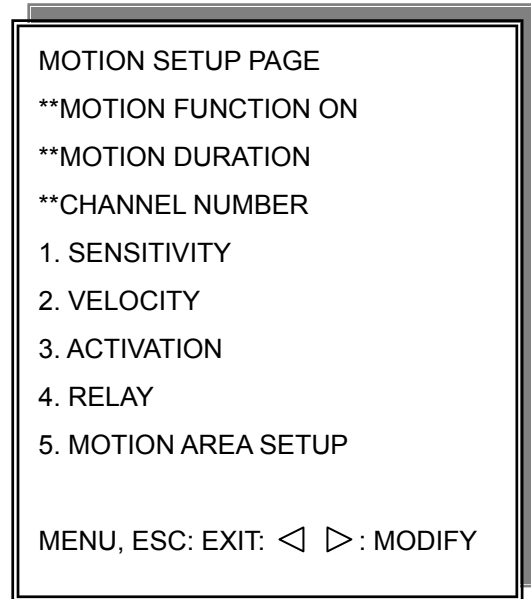 MOTION SETUP PAGE
**MOTION FUNCTION ON
**MOTION DURATION
**CHANNEL NUMBER
1. SENSITIVITY
2. VELOCITY
3. ACTIVATION
4. RELAY
5. MOTION AREA SETUP
MENU, ESC: EXIT: ◁ ▷ : MODIFY